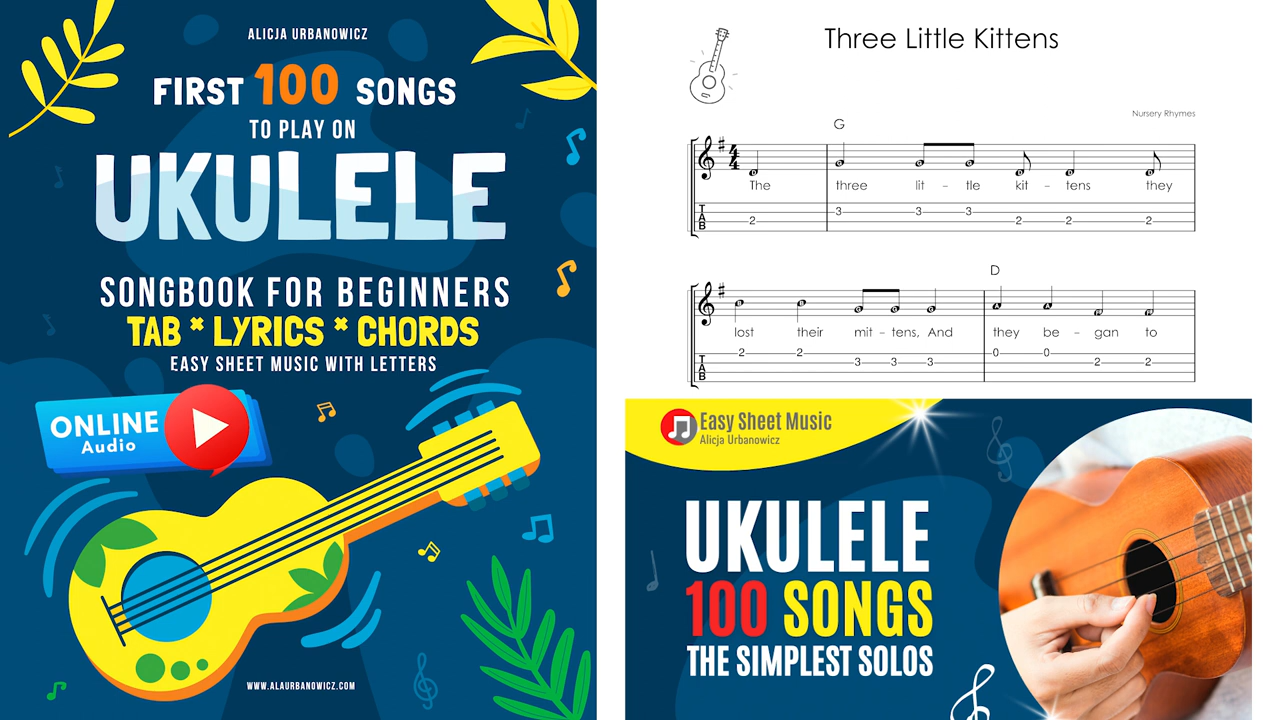 ALICJA URBANOWICZ
FIRST 100 SONGS
TO PLAY ON
UKULELE
SONGBOOK FOR BEGINNERS
TAB * LYRICS * CHORDS
EASY SHEET MUSIC WITH LETTERS
ONLINE
Audio
WWW.ALAURBANOWICZ.COM
Three Little Kittens
Nursery Rhymes
G
4
4
The three lit - tle kit - tens they
T
A
B
2 3 3 3 2 2 2
D
lost their mit - tens, And they be - gan to
T
A
B
2 2 3 3 3 0 0 2 2
Easy Sheet Music
Alicja Urbanowicz
UKULELE
100 SONGS
THE SIMPLEST SOLOS